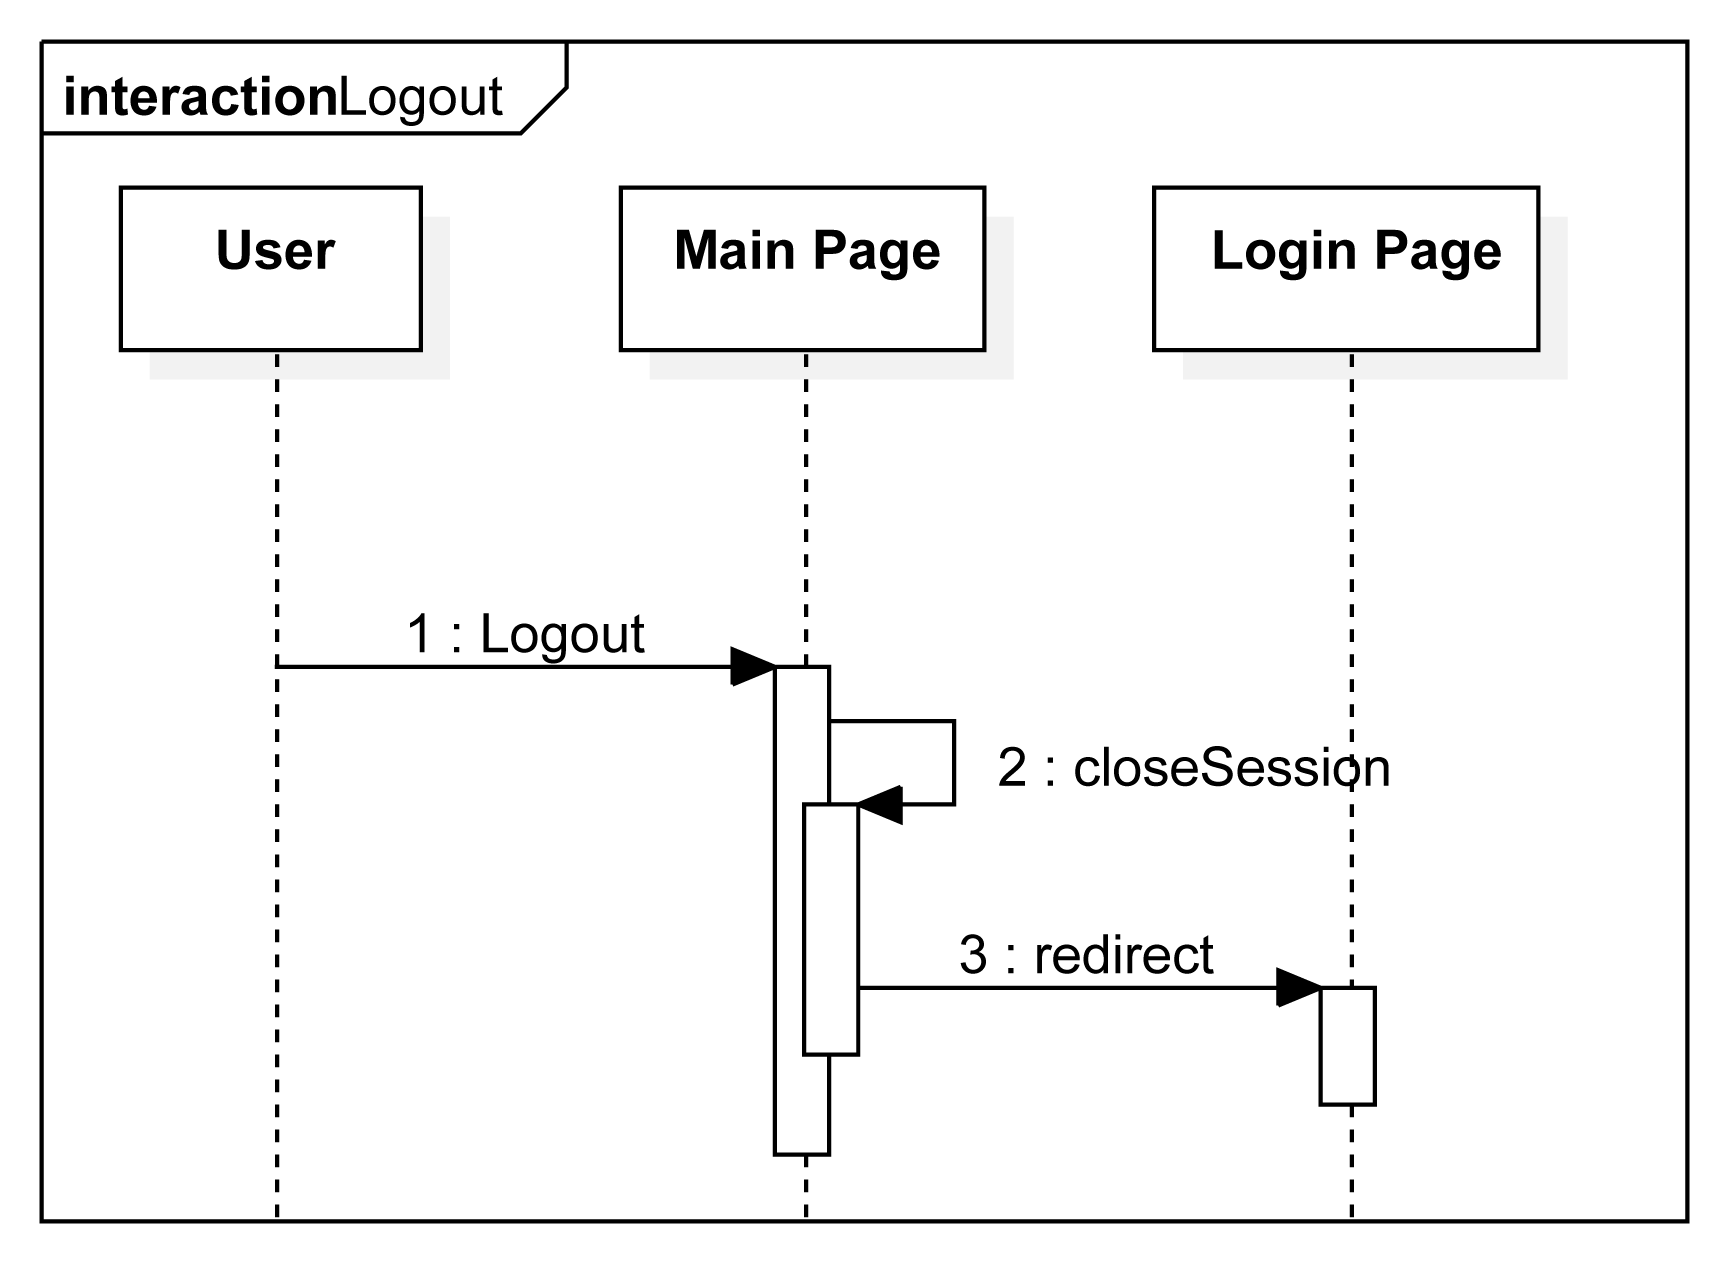 interactionLogout
User
Main Page
Login Page
1 : Logout
2 : closeSession
3 : redirect